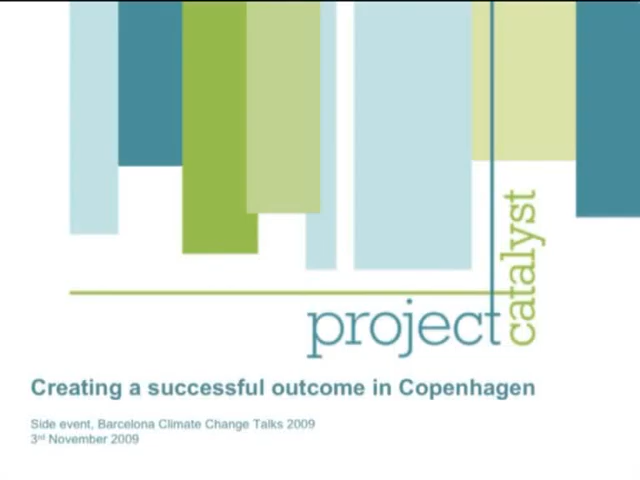 project
catalyst
Creating a successful outcome in Copenhagen
Side event, Barcelona Climate Change Talks 2009
3rd November 2009